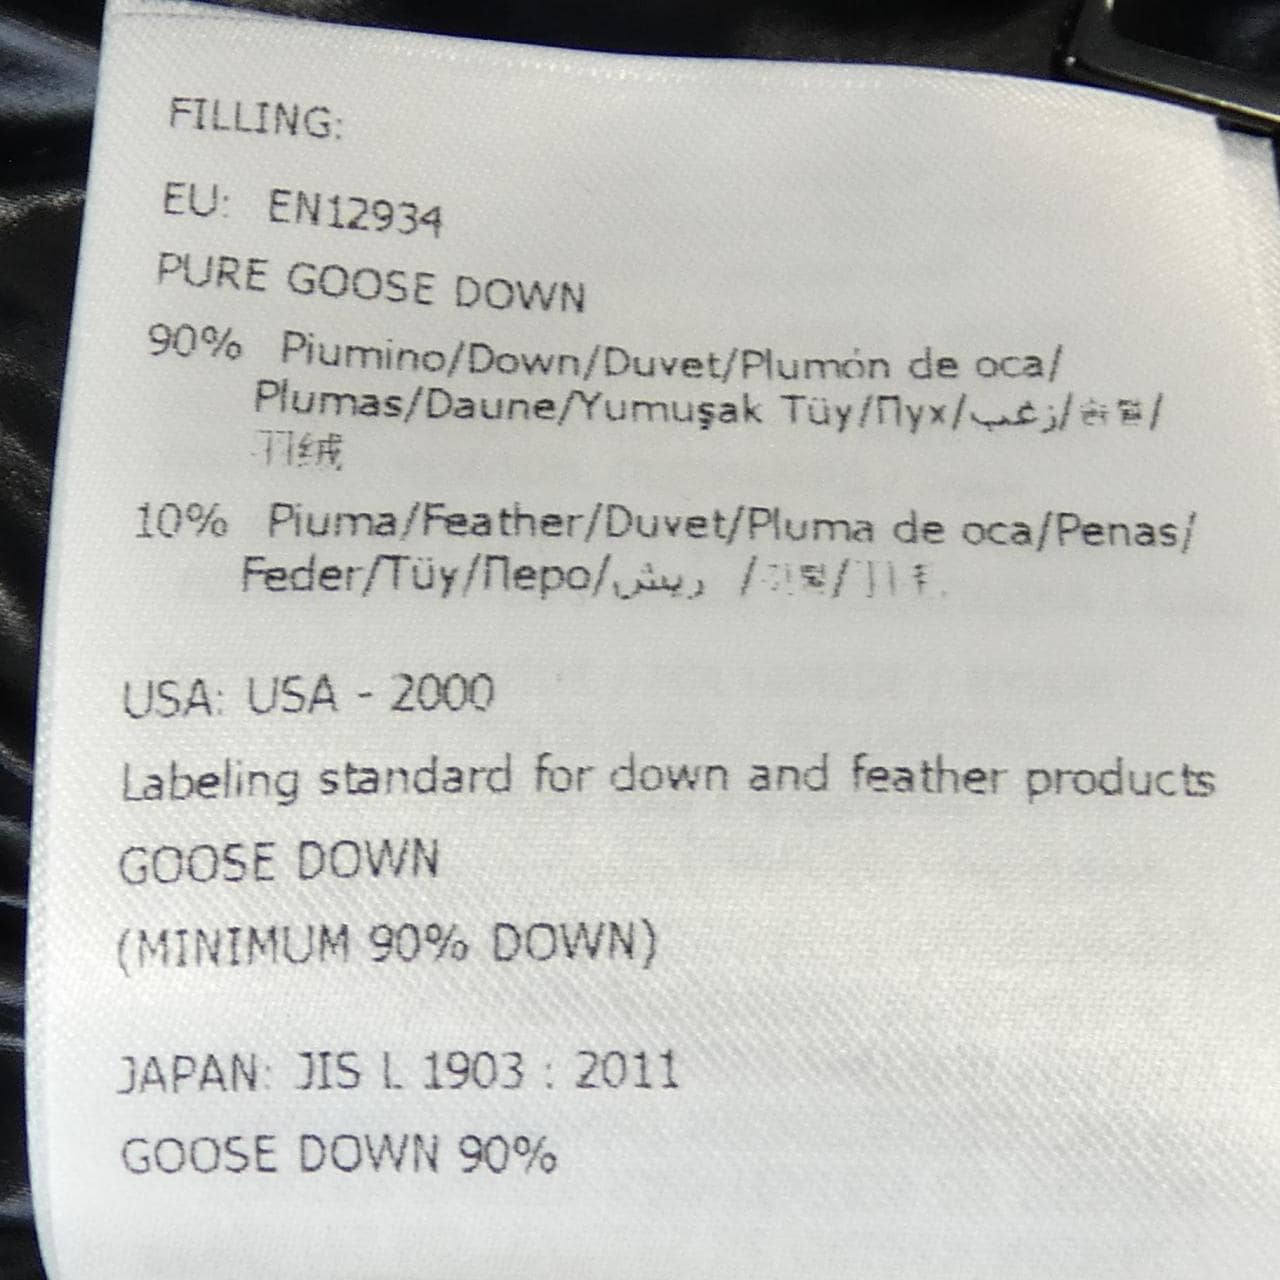 FILLING:
EU: EN12934
PURE GOOSE DOWN
90% Piumino/Down/Duvet/Plumón de oca/
Plumas/Daune/Yumuşak Tüy/Пух/زغب/
羽绒
10% Piuma/Feather/Duvet/Pluma de oca/Penas/
Feder/Tüy/Перо/ريش /
USA: USA - 2000
Labeling standard for down and feather products
GOOSE DOWN
(MINIMUM 90% DOWN)
JAPAN: JIS L 1903 : 2011
GOOSE DOWN 90%